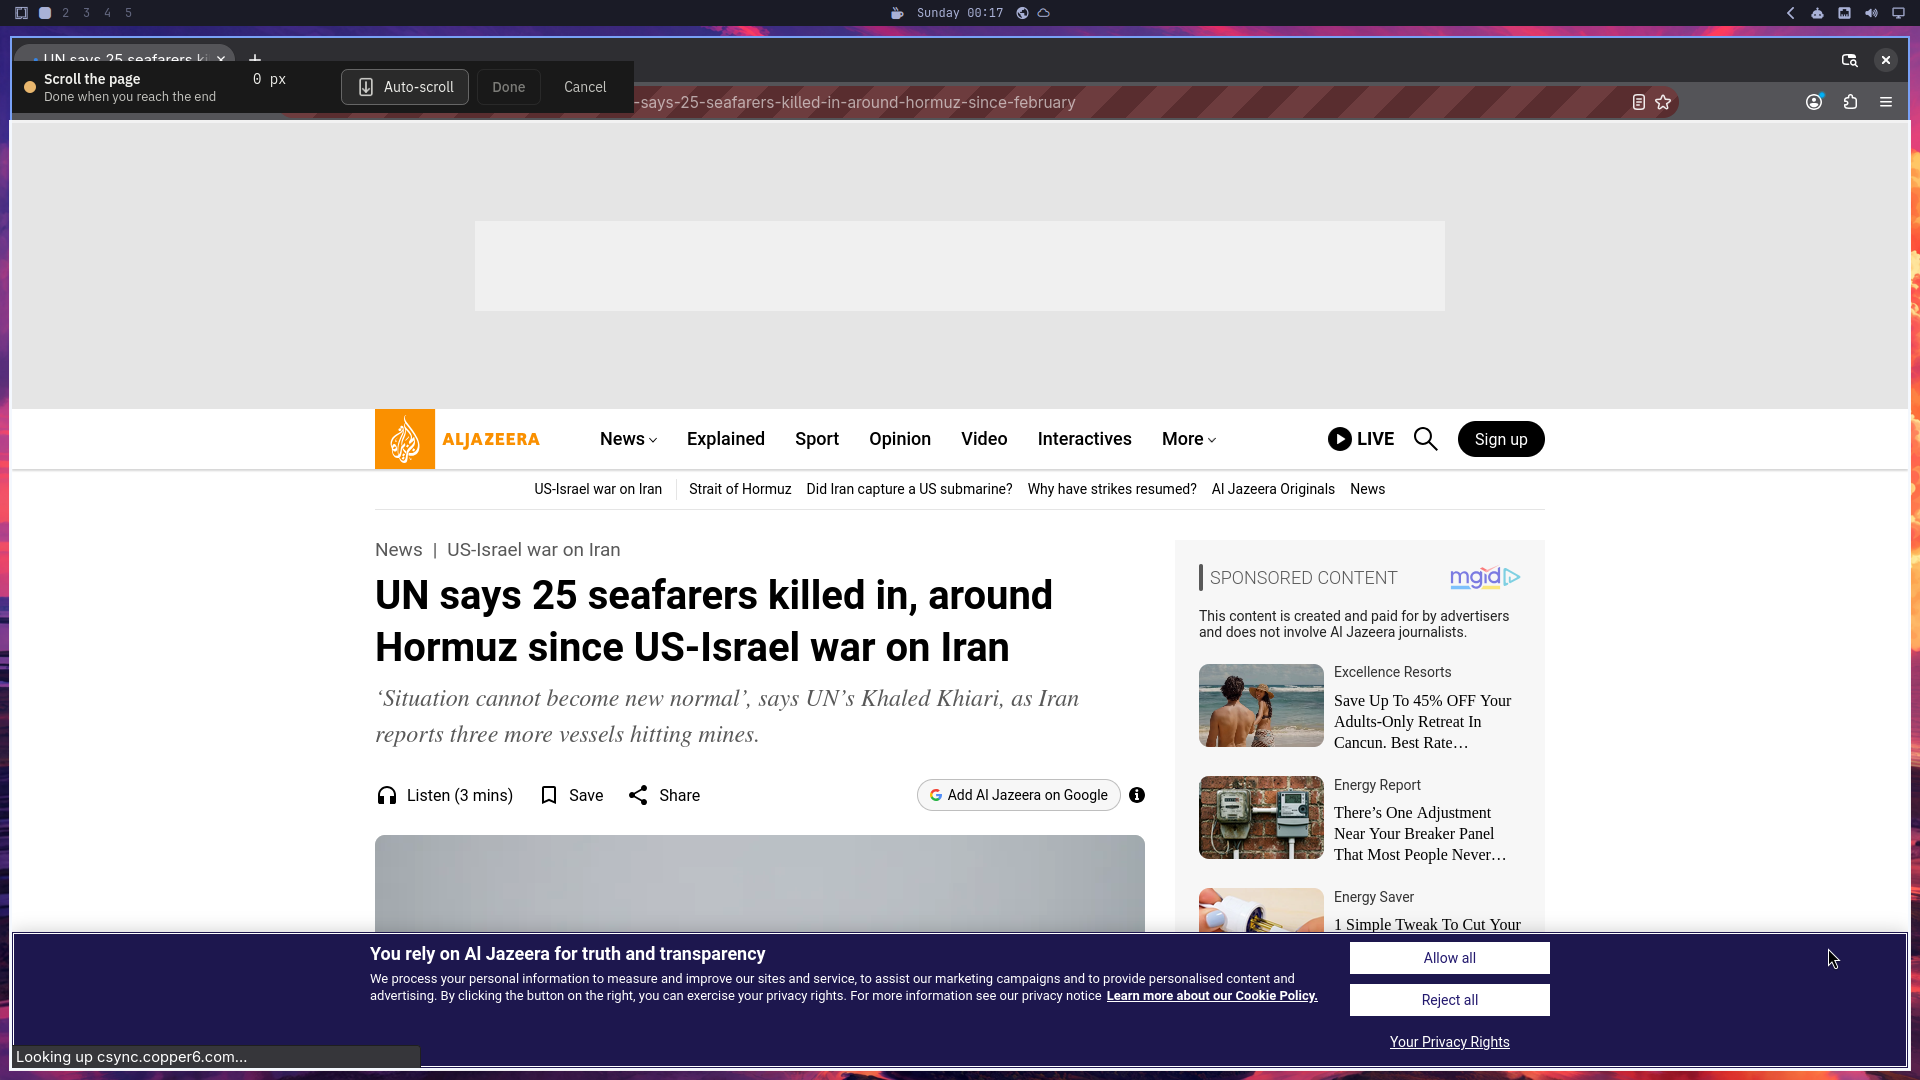 2 3 4 5
Sunday 00:17
UN says 25 seafarers ki
Scroll the page
0 px
Done when you reach the end
Auto-scroll
Done
Cancel
-says-25-seafarers-killed-in-around-hormuz-since-february
ALJAZEERA
News
Explained
Sport
Opinion
Video
Interactives
More
LIVE
Sign up
US-Israel war on Iran
Strait of Hormuz
Did Iran capture a US submarine?
Why have strikes resumed?
Al Jazeera Originals
News
News | US-Israel war on Iran
UN says 25 seafarers killed in, around
Hormuz since US-Israel war on Iran
‘Situation cannot become new normal’, says UN’s Khaled Khiari, as Iran
reports three more vessels hitting mines.
Listen (3 mins)
Save
Share
Add Al Jazeera on Google
SPONSORED CONTENT
mgid
This content is created and paid for by advertisers
and does not involve Al Jazeera journalists.
Excellence Resorts
Save Up To 45% OFF Your
Adults-Only Retreat In
Cancun. Best Rate…
Energy Report
There’s One Adjustment
Near Your Breaker Panel
That Most People Never…
Energy Saver
1 Simple Tweak To Cut Your
You rely on Al Jazeera for truth and transparency
We process your personal information to measure and improve our sites and service, to assist our marketing campaigns and to provide personalised content and
advertising. By clicking the button on the right, you can exercise your privacy rights. For more information see our privacy notice Learn more about our Cookie Policy.
Allow all
Reject all
Your Privacy Rights
Looking up csync.copper6.com…